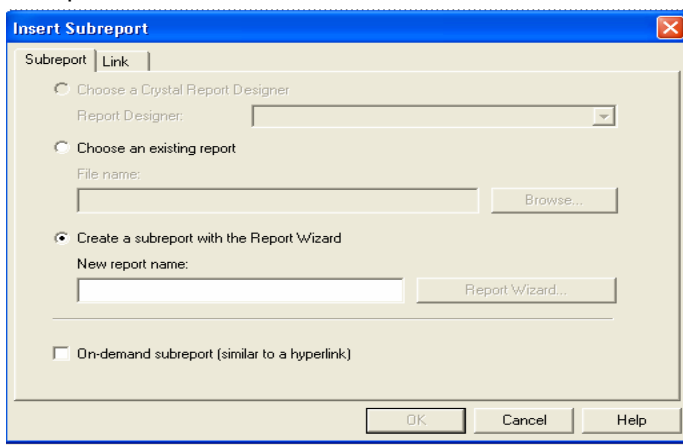 Insert Subreport
Subreport Link
Choose a Crystal Report Designer
Report Designer:
Choose an existing report
File name:
Browse...
Create a subreport with the Report Wizard
New report name:
Report Wizard...
On-demand subreport (similar to a hyperlink)
OK Cancel Help